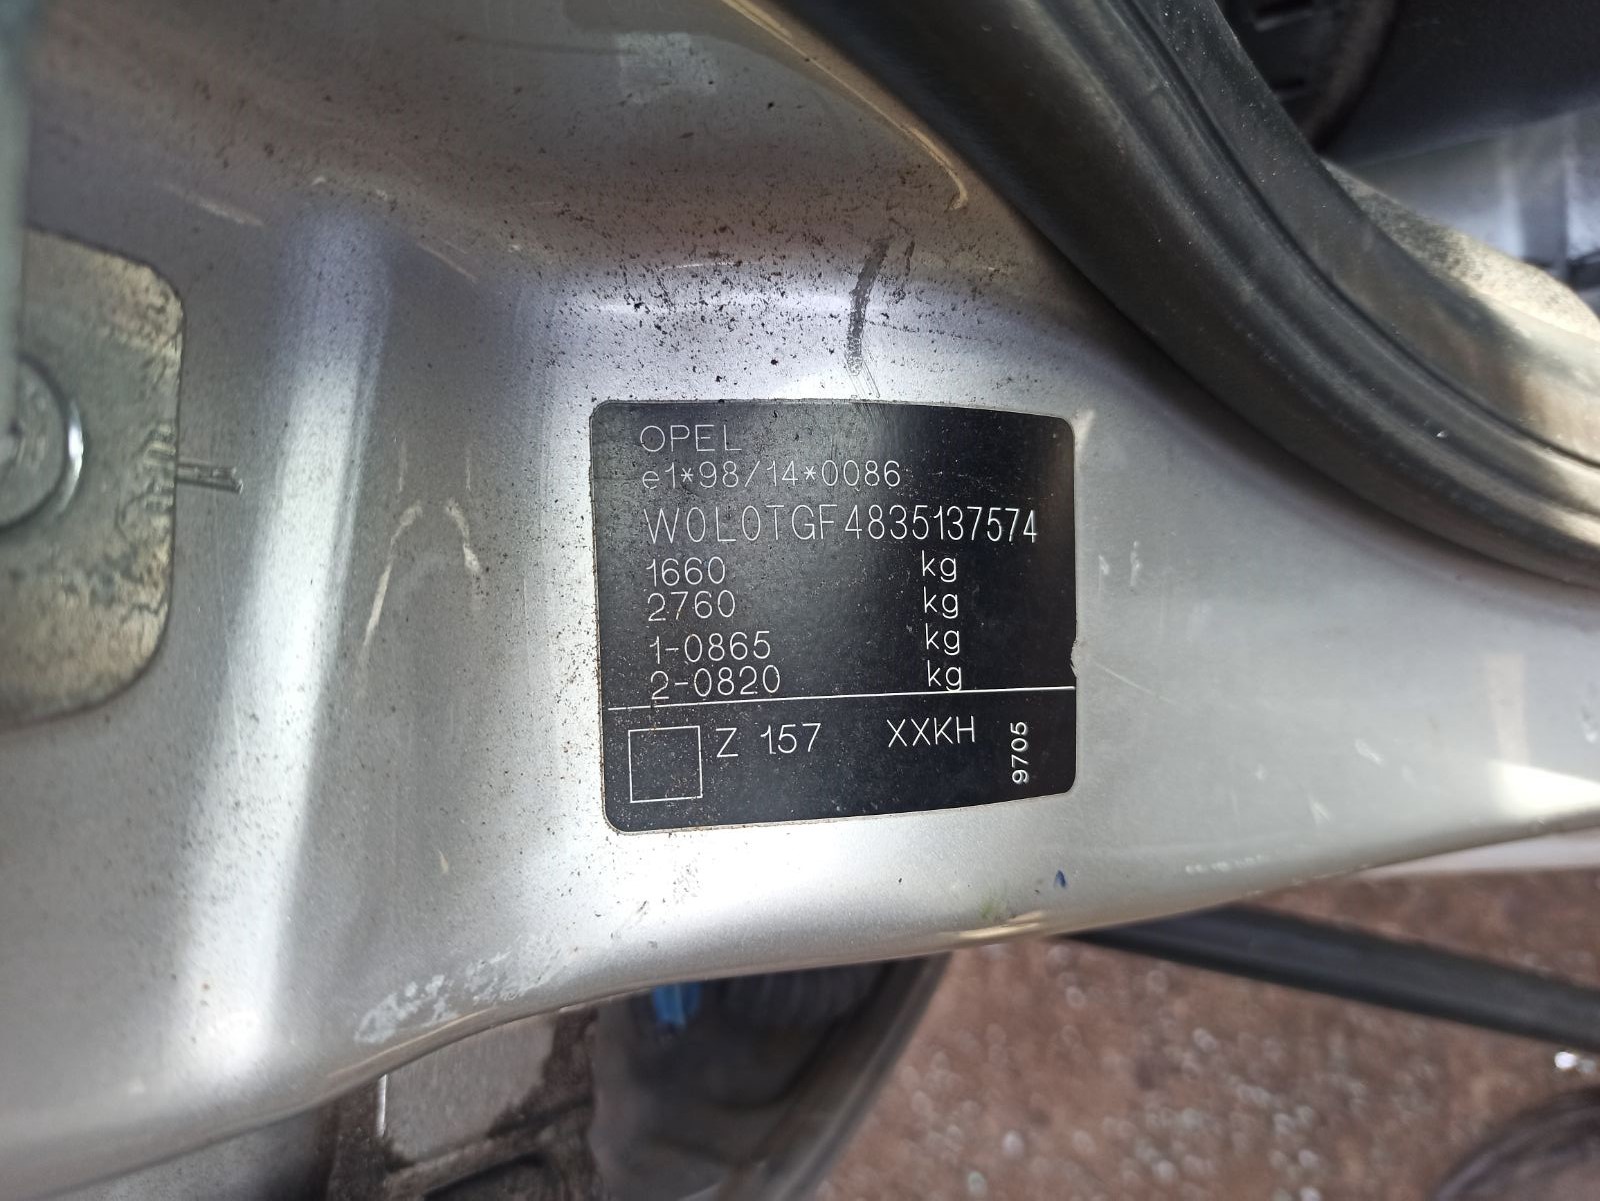 OPEL
e1*98/14*0086
W0L0TGF4835137574
1660 kg
2760 kg
1-0865 kg
2-0820 kg
Z 157 XXKH
9705